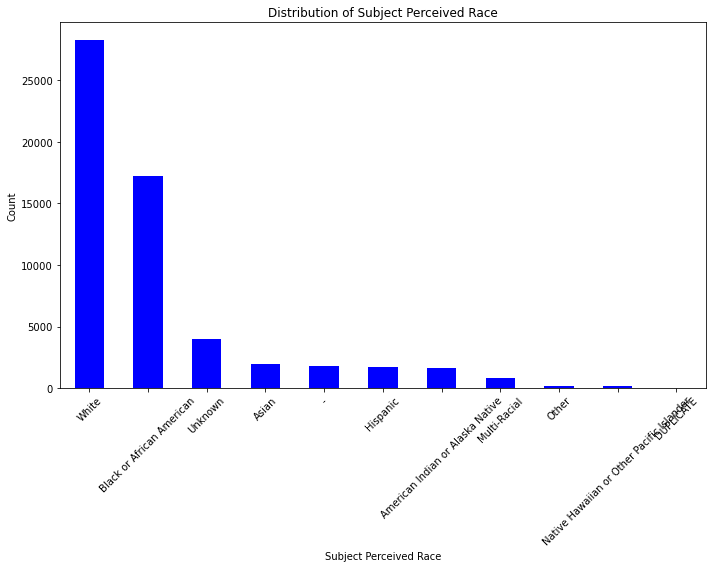 Distribution of Subject Perceived Race
Count
25000
20000
15000
10000
5000
0
White
Black or African American
Unknown
Asian
-
Hispanic
American Indian or Alaska Native
Multi-Racial
Other
Native Hawaiian or Other Pacific Islander
DUPLICATE
Subject Perceived Race